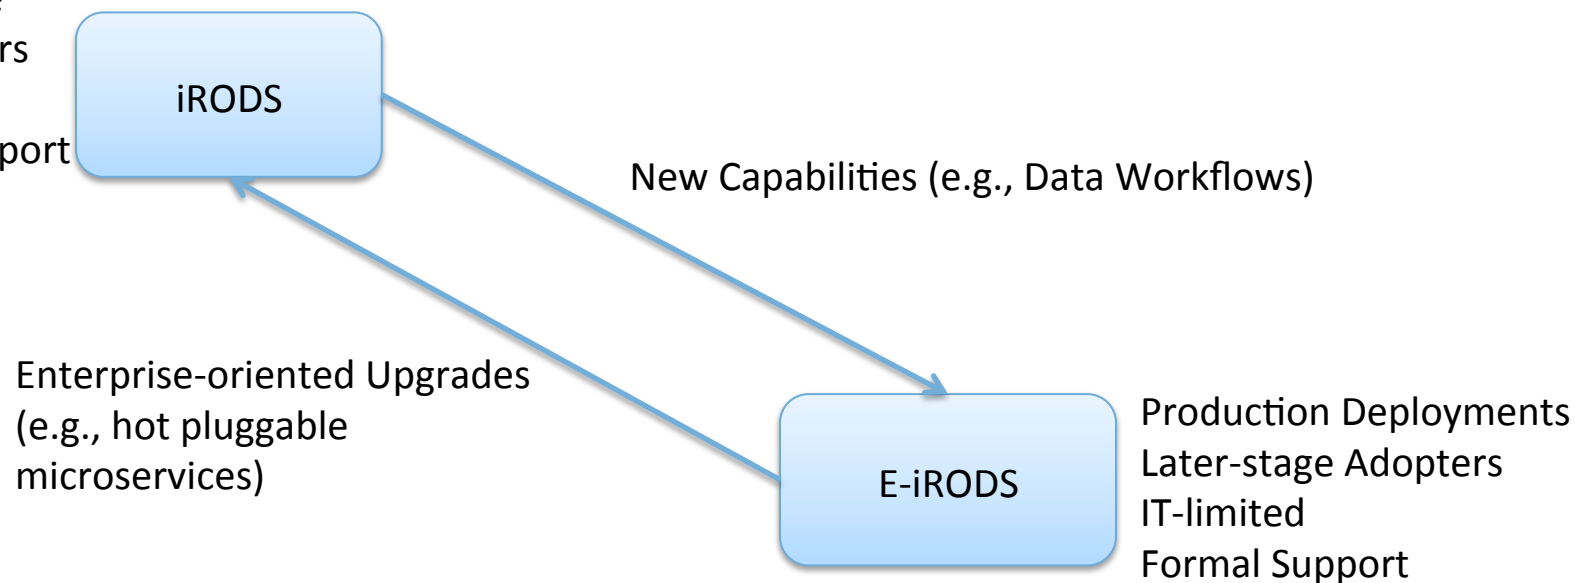 rs
iRODS
port
New Capabilities (e.g., Data Workflows)
Enterprise-oriented Upgrades
(e.g., hot pluggable
microservices)
E-iRODS
Production Deployments
Later-stage Adopters
IT-limited
Formal Support